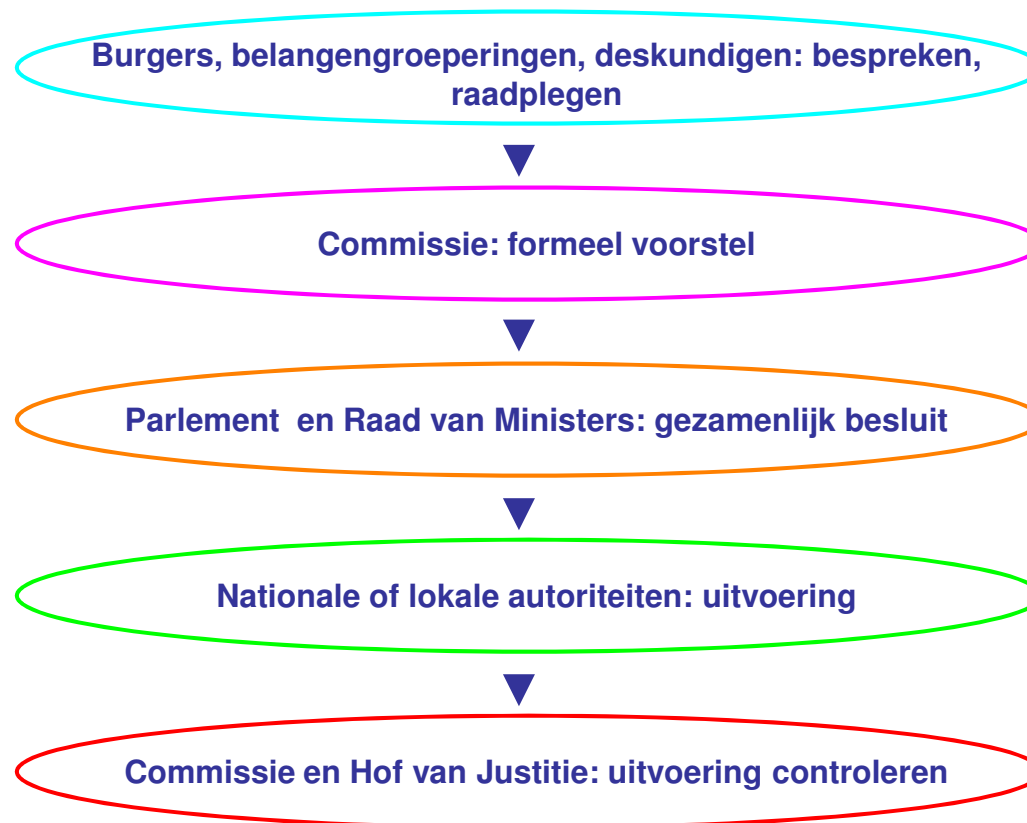 Burgers, belangengroeperingen, deskundigen: bespreken,
raadplegen
Commissie: formeel voorstel
Parlement en Raad van Ministers: gezamenlijk besluit
Nationale of lokale autoriteiten: uitvoering
Commissie en Hof van Justitie: uitvoering controleren